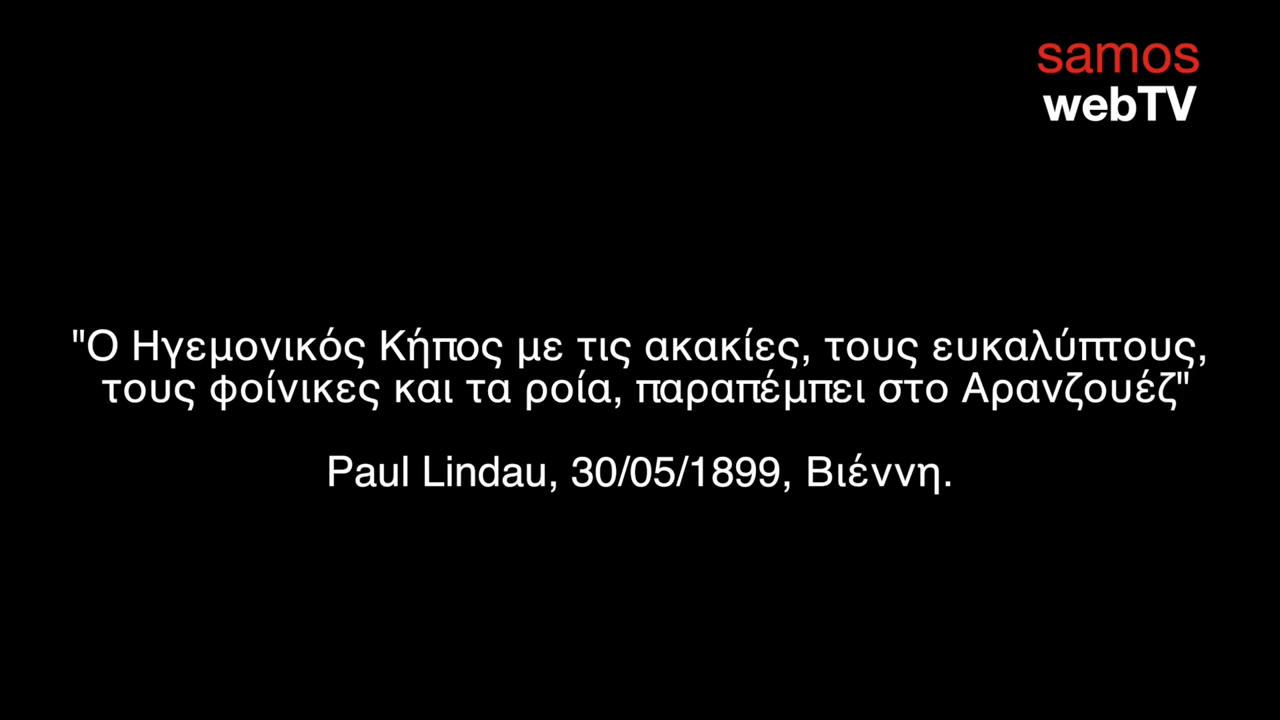 samos
webTV
"Ο Ηγεμονικός Κήπος με τις ακακίες, τους ευκαλύπτους,
τους φοίνικες και τα ροία, παραπέμπει στο Αρανζουέζ"
Paul Lindau, 30/05/1899, Βιέννη.